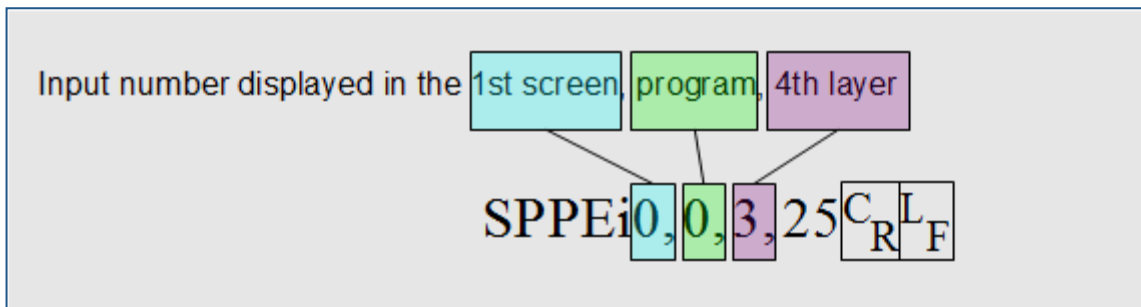 Input number displayed in the 1st screen, program, 4th layer
SPPEi0,0,3,25CRLF